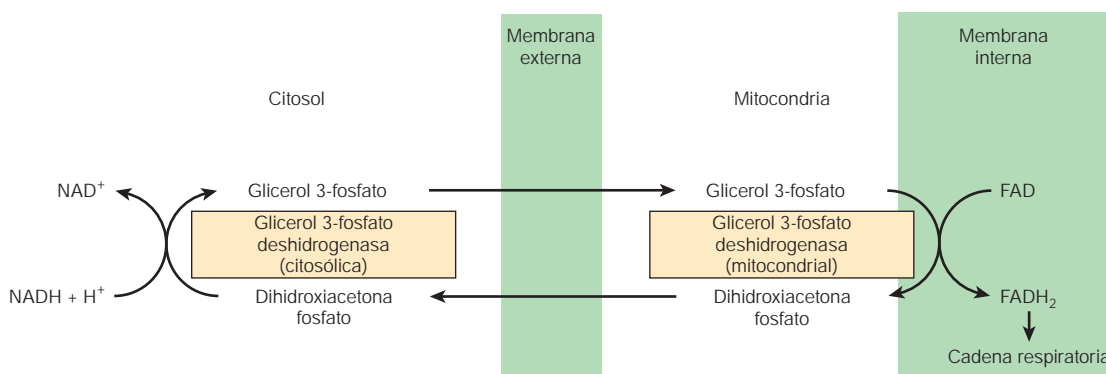 Membrana
externa
Membrana
interna
Citosol
Mitocondria
NAD+
Glicerol 3-fosfato
Glicerol 3-fosfato
FAD
Glicerol 3-fosfato
deshidrogenasa
(citosólica)
Glicerol 3-fosfato
deshidrogenasa
(mitocondrial)
NADH + H+
Dihidroxiacetona
fosfato
Dihidroxiacetona
fosfato
FADH2
Cadena respiratoria